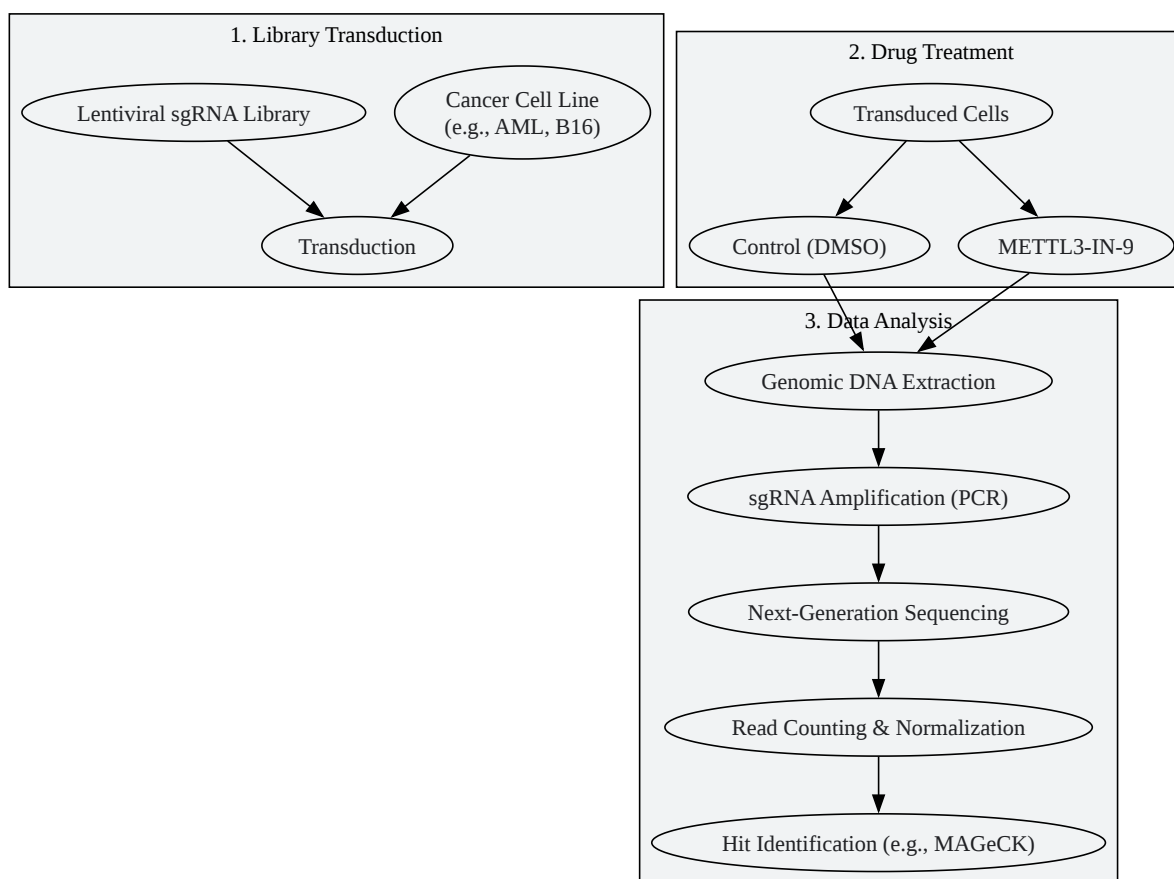 1. Library Transduction
Lentiviral sgRNA Library
Cancer Cell Line
(e.g., AML, B16)
Transduction
2. Drug Treatment
Transduced Cells
Control (DMSO)
METTL3-IN-9
3. Data Analysis
Genomic DNA Extraction
sgRNA Amplification (PCR)
Next-Generation Sequencing
Read Counting & Normalization
Hit Identification (e.g., MAGeCK)